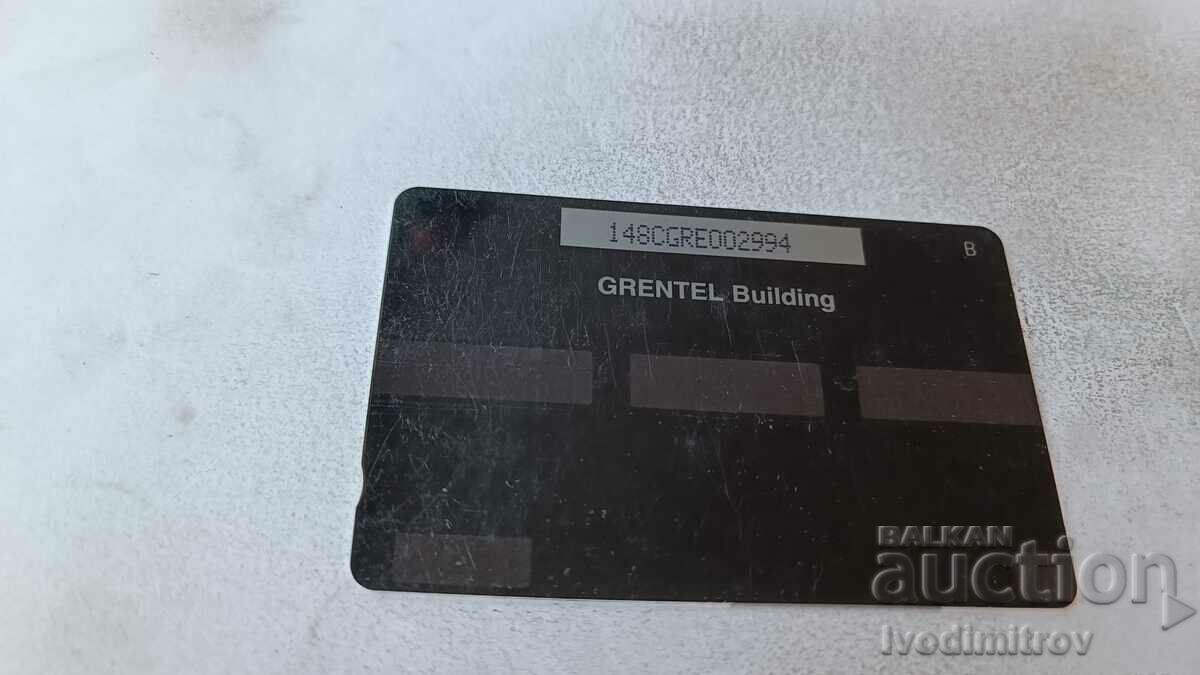 148CGRE002994
B
GRENTEL Building
BALKAN
auction
Ivodimitrov